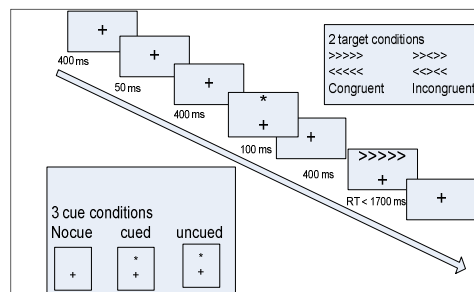 +
+
400 ms
+
50 ms
*
+
400 ms
+
100 ms
>>>>>
+
400 ms
+
RT < 1700 ms
2 target conditions
>>>>> >><>>
<<<<< <<><<
Congruent Incongruent
3 cue conditions
Nocue cued uncued
* *
+ + +